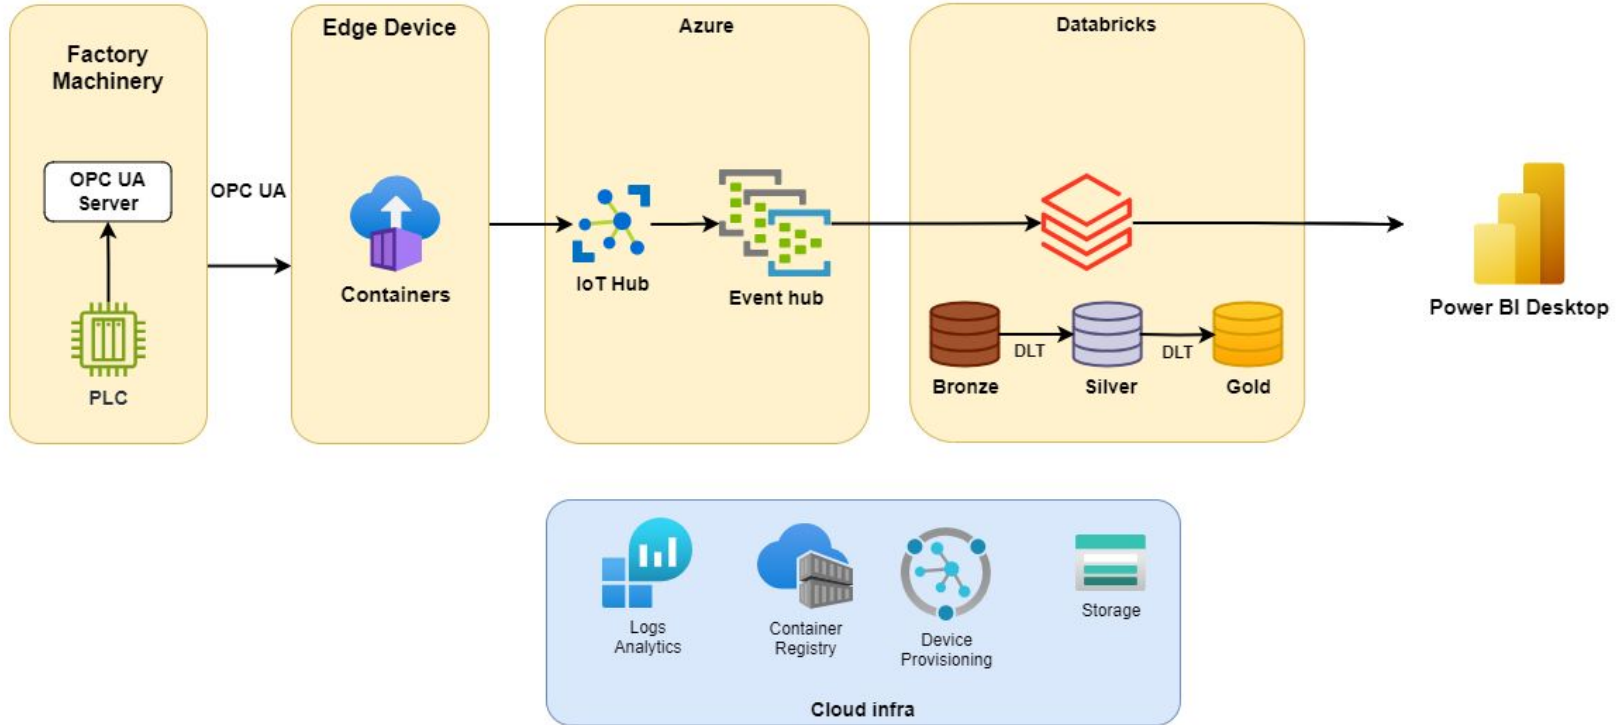 Factory
Machinery
OPC UA
Server
PLC
OPC UA
Edge Device
Containers
Azure
IoT Hub
Event hub
Databricks
Bronze
DLT
Silver
DLT
Gold
Power BI Desktop
Logs
Analytics
Container
Registry
Device
Provisioning
Storage
Cloud infra